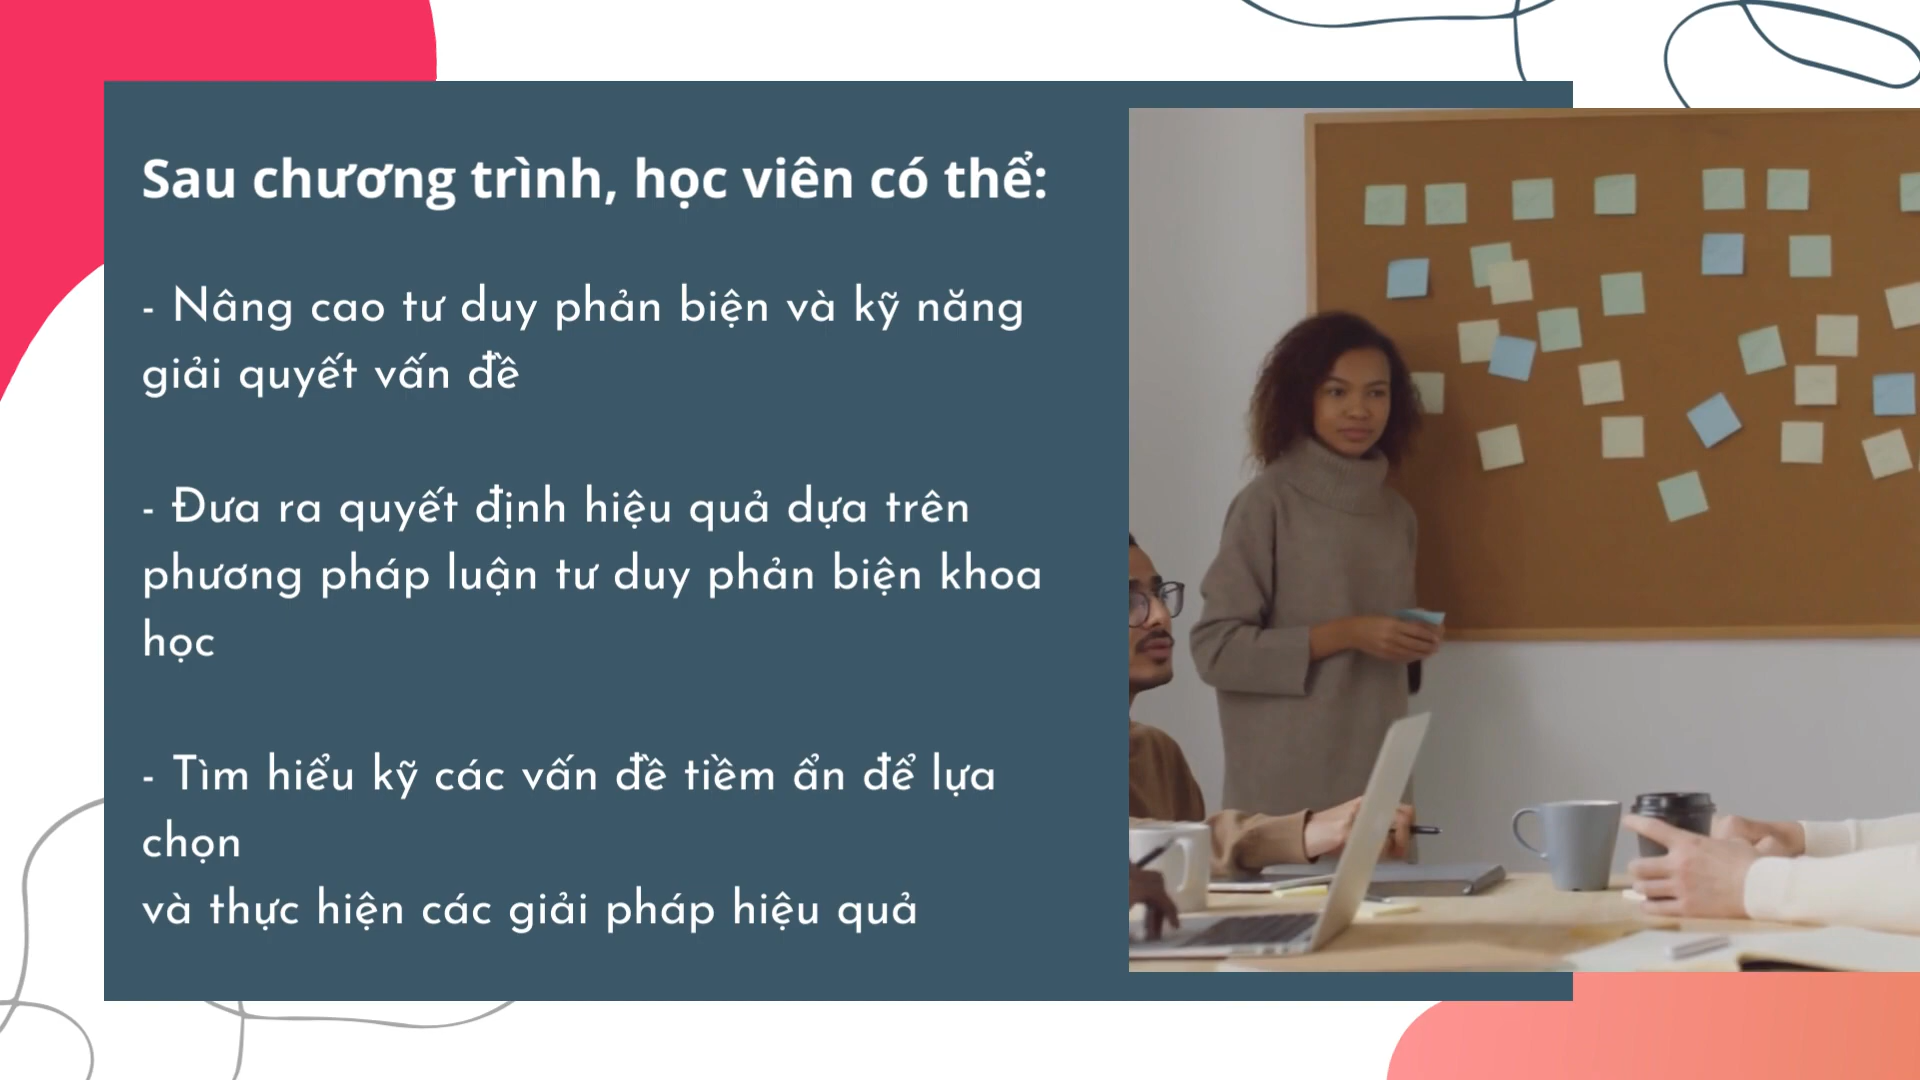 Sau chương trình, học viên có thể:
- Nâng cao tư duy phản biện và kỹ năng
giải quyết vấn đề
- Đưa ra quyết định hiệu quả dựa trên
phương pháp luận tư duy phản biện khoa
học
- Tìm hiểu kỹ các vấn đề tiềm ẩn để lựa
chọn
và thực hiện các giải pháp hiệu quả